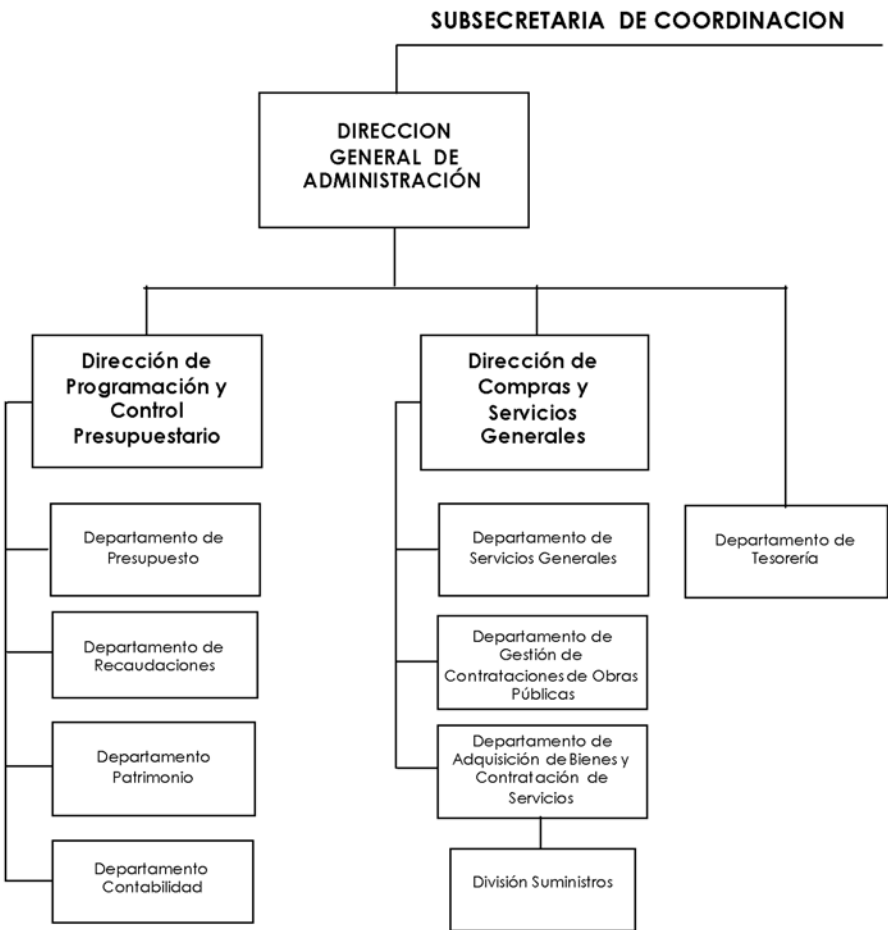 SUBSECRETARIA DE COORDINACION
DIRECCION
GENERAL DE
ADMINISTRACIÓN
Dirección de
Programación y
Control
Presupuestario
Departamento de
Presupuesto
Departamento de
Recaudaciones
Departamento
Patrimonio
Departamento
Contabilidad
Dirección de
Compras y
Servicios
Generales
Departamento de
Servicios Generales
Departamento de
Gestión de
Contrataciones de Obras
Públicas
Departamento de
Adquisición de Bienes y
Contratación de
Servicios
División Suministros
Departamento de
Tesorería